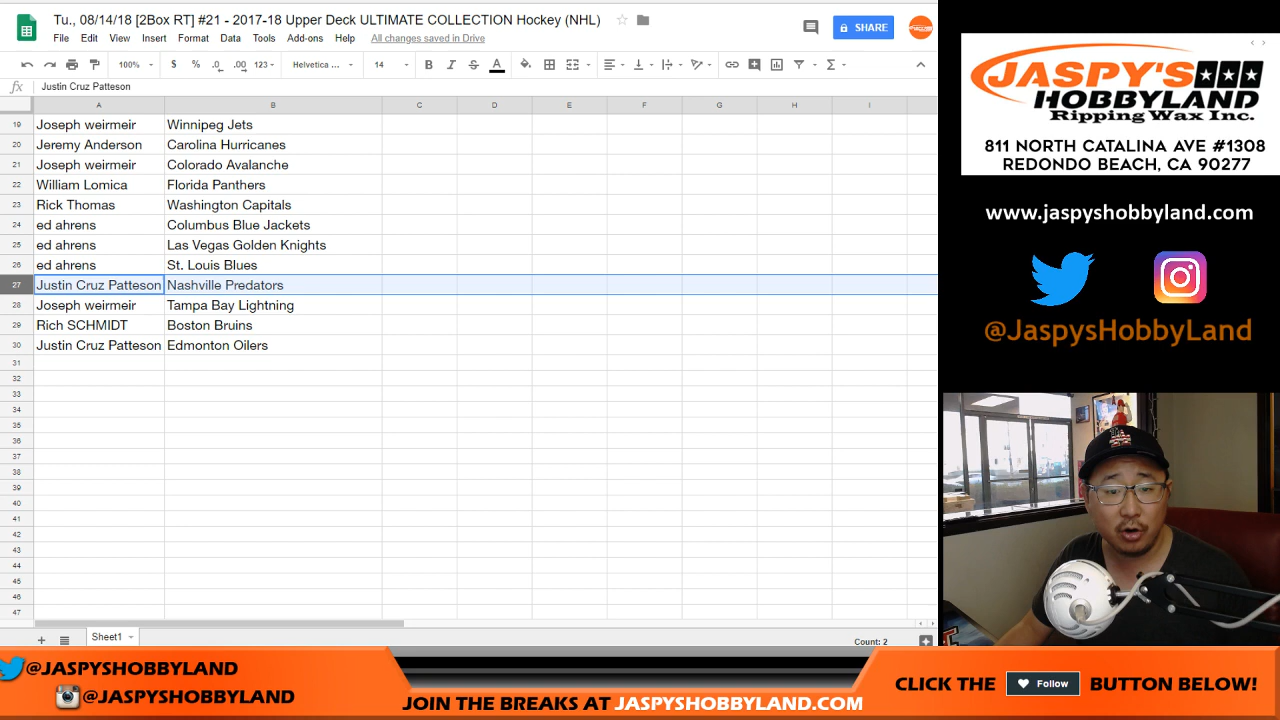 Tu., 08/14/18 [2Box RT] #21 - 2017-18 Upper Deck ULTIMATE COLLECTION Hockey (NHL)
File Edit View Insert Format Data Tools Add-ons Help All changes saved in Drive
SHARE
100% $ % .0 .00 123 Helvetica ... 14 B I S A
fx Justin Cruz Patteson
A B C D E F G H I
19 Joseph weirmeir Winnipeg Jets
20 Jeremy Anderson Carolina Hurricanes
21 Joseph weirmeir Colorado Avalanche
22 William Lomica Florida Panthers
23 Rick Thomas Washington Capitals
24 ed ahrens Columbus Blue Jackets
25 ed ahrens Las Vegas Golden Knights
26 ed ahrens St. Louis Blues
27 Justin Cruz Patteson Nashville Predators
28 Joseph weirmeir Tampa Bay Lightning
29 Rich SCHMIDT Boston Bruins
30 Justin Cruz Patteson Edmonton Oilers
31
32
33
34
35
36
37
38
39
40
41
42
43
44
45
46
47
Sheet1
Count: 2
JASPY'S
HOBBYLAND
Ripping Wax Inc.
811 NORTH CATALINA AVE #1308
REDONDO BEACH, CA 90277
www.jaspyshobbyland.com
@JaspysHobbyLand
@JASPYSHOBBYLAND
@JASPYSHOBBYLAND
JOIN THE BREAKS AT JASPYSHOBBYLAND.COM
CLICK THE Follow BUTTON BELOW!